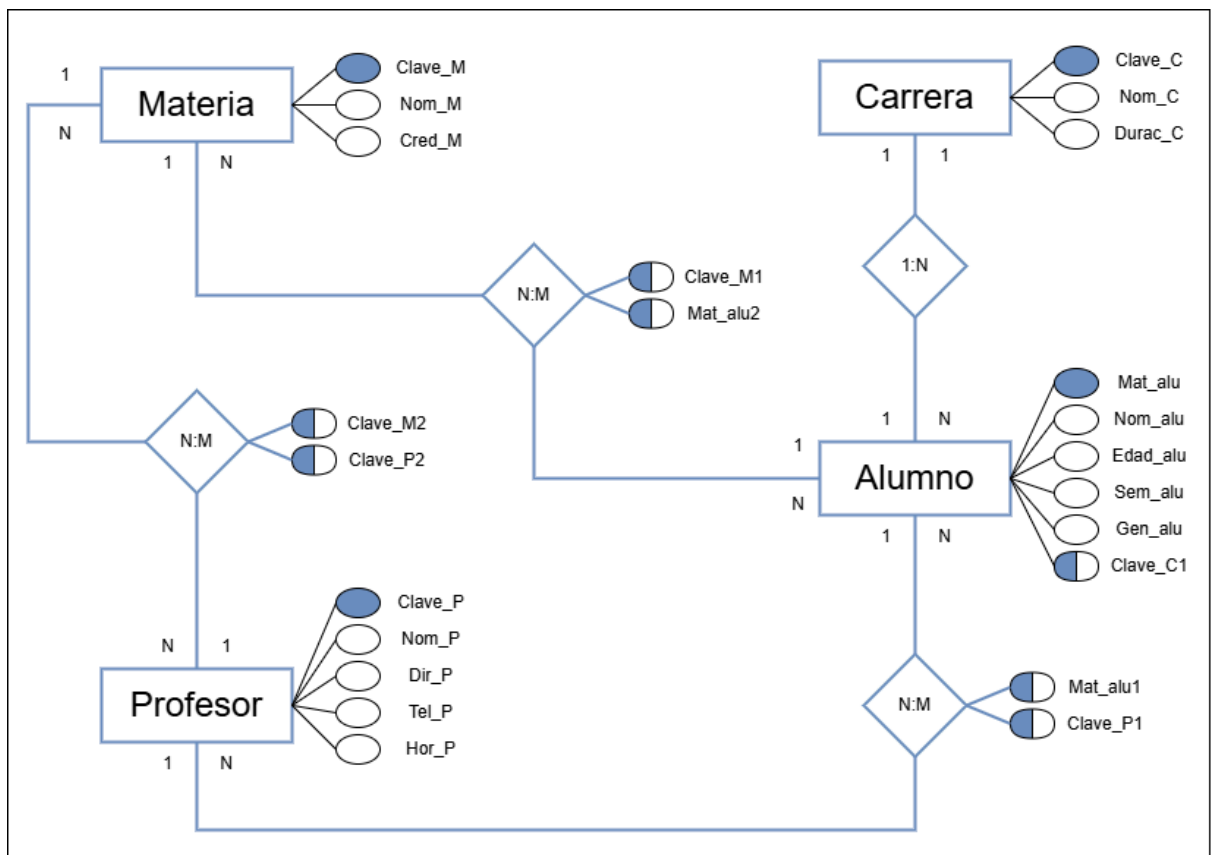 1
Materia
N
1
N
Clave_M
Nom_M
Cred_M
Carrera
1
1
Clave_C
Nom_C
Durac_C
N:M
Clave_M1
Mat_alu2
1:N
N:M
Clave_M2
Clave_P2
1
N
1
Alumno
N
1
N
Mat_alu
Nom_alu
Edad_alu
Sem_alu
Gen_alu
Clave_C1
N
1
Profesor
1
N
Clave_P
Nom_P
Dir_P
Tel_P
Hor_P
N:M
Mat_alu1
Clave_P1